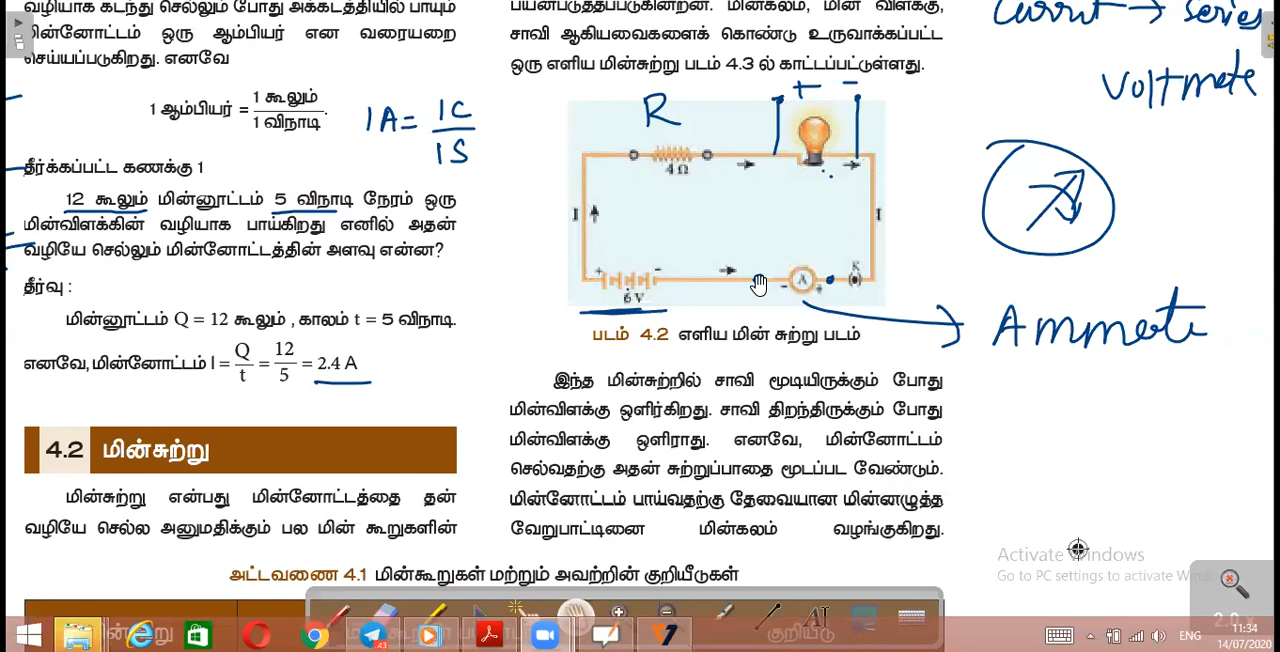 வழியாக கடந்து செல்லும் போது அக்கடத்தியில் பாயும்
மின்னோட்டம் ஒரு ஆம்பியர் என வரையறை
செய்யப்படுகிறது. எனவே
1 ஆம்பியர் = 1 கூலும் / 1 விநாடி.
1A = 1C / 1S
தீர்க்கப்பட்ட கணக்கு 1
12 கூலும் மின்னூட்டம் 5 விநாடி நேரம் ஒரு
மின்விளக்கின் வழியாக பாய்கிறது எனில் அதன்
வழியே செல்லும் மின்னோட்டத்தின் அளவு என்ன?
தீர்வு :
மின்னூட்டம் Q = 12 கூலும் , காலம் t = 5 விநாடி.
எனவே, மின்னோட்டம் I = Q / t = 12 / 5 = 2.4 A
4.2 மின்சுற்று
மின்சுற்று என்பது மின்னோட்டத்தை தன்
வழியே செல்ல அனுமதிக்கும் பல மின் கூறுகளின்
பயன்படுத்தப்படுகின்றன. மின்கலம், மின் விளக்கு,
சாவி ஆகியவைகளைக் கொண்டு உருவாக்கப்பட்ட
ஒரு எளிய மின்சுற்று படம் 4.3 ல் காட்டப்பட்டுள்ளது.
R + -
4 Ω
I I
+ - - A + K
6 V
படம் 4.2 எளிய மின் சுற்று படம்
இந்த மின்சுற்றில் சாவி மூடியிருக்கும் போது
மின்விளக்கு ஒளிர்கிறது. சாவி திறந்திருக்கும் போது
மின்விளக்கு ஒளிராது. எனவே, மின்னோட்டம்
செல்வதற்கு அதன் சுற்றுப்பாதை மூடப்பட வேண்டும்.
மின்னோட்டம் பாய்வதற்கு தேவையான மின்னழுத்த
வேறுபாட்டினை மின்கலம் வழங்குகிறது.
→ Series
Voltmete
A
Ammete
அட்டவணை 4.1 மின்கூறுகள் மற்றும் அவற்றின் குறியீடுகள்
குறியீடு
Activate Windows
Go to PC settings to activate Windows
2.0
43
ENG
11:34
14/07/2020